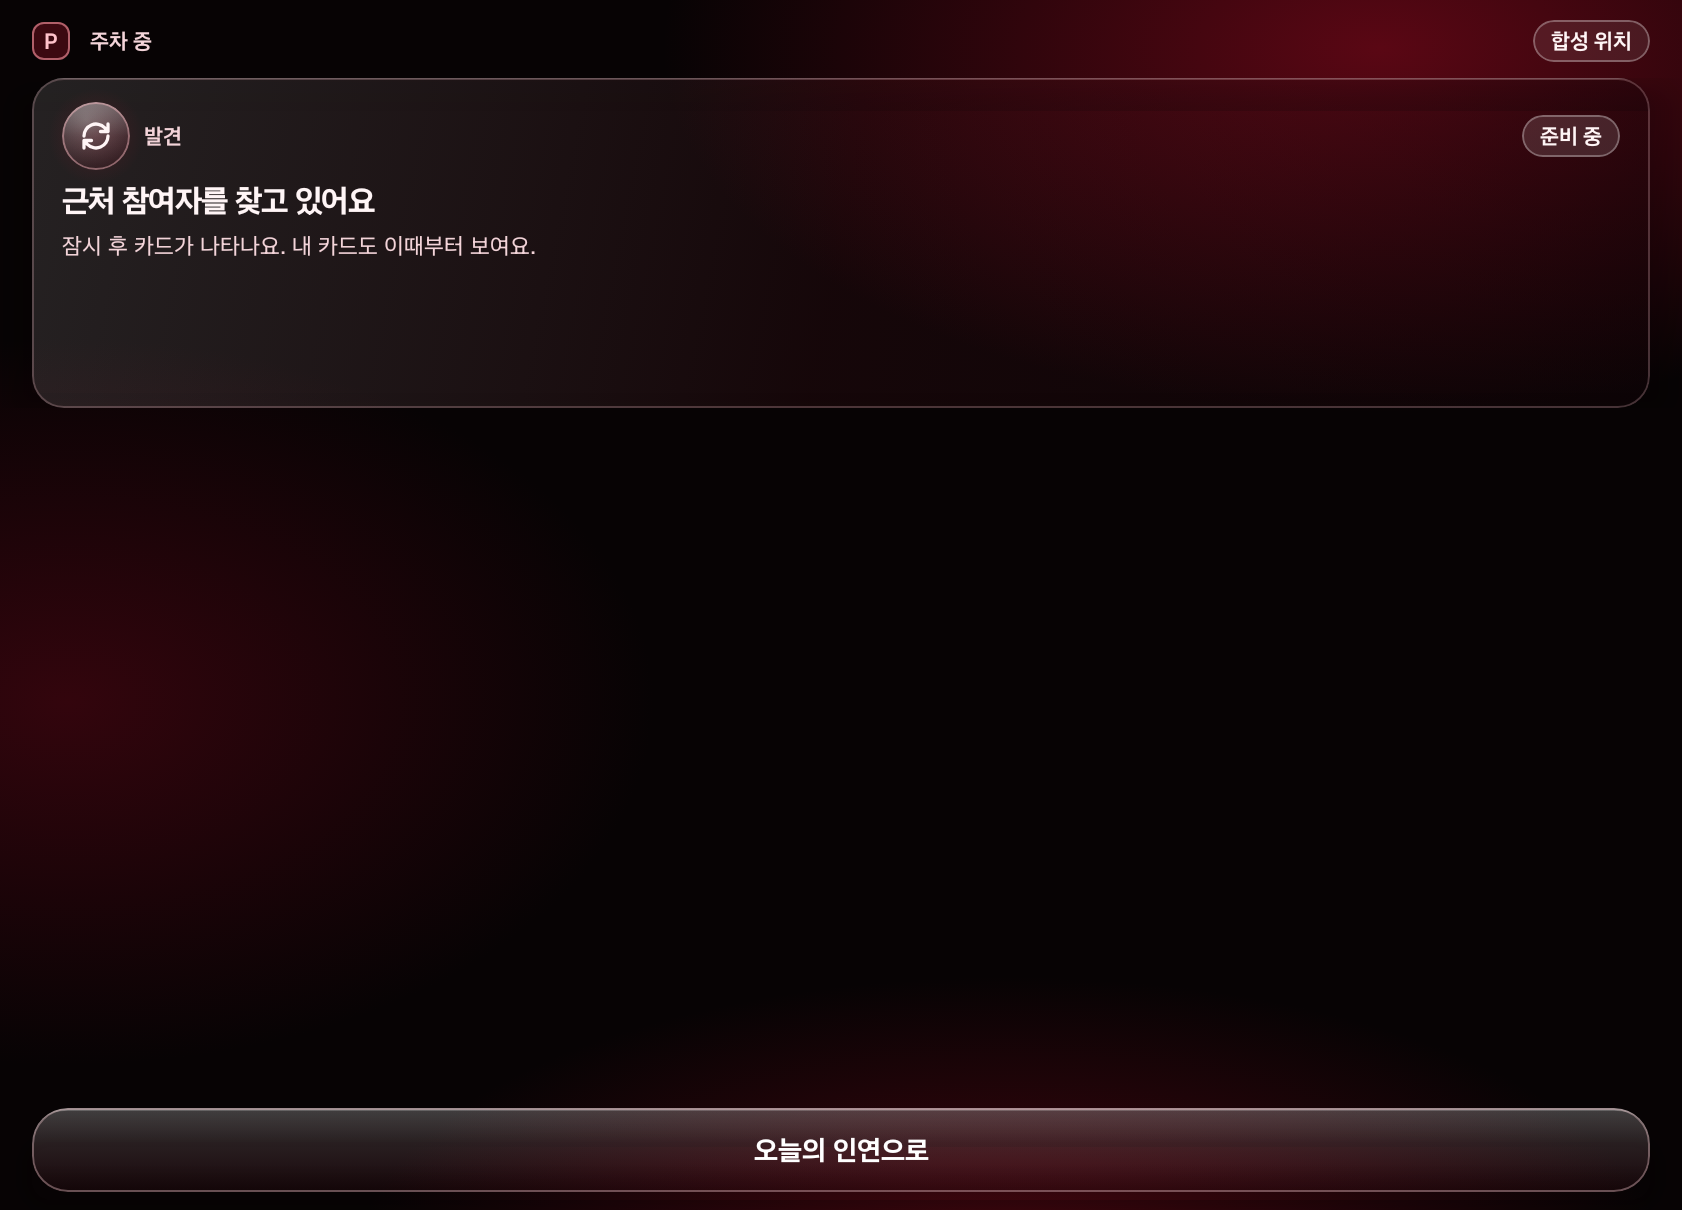 P 주차 중
합성 위치
발견
준비 중
근처 참여자를 찾고 있어요
잠시 후 카드가 나타나요. 내 카드도 이때부터 보여요.
오늘의 인연으로